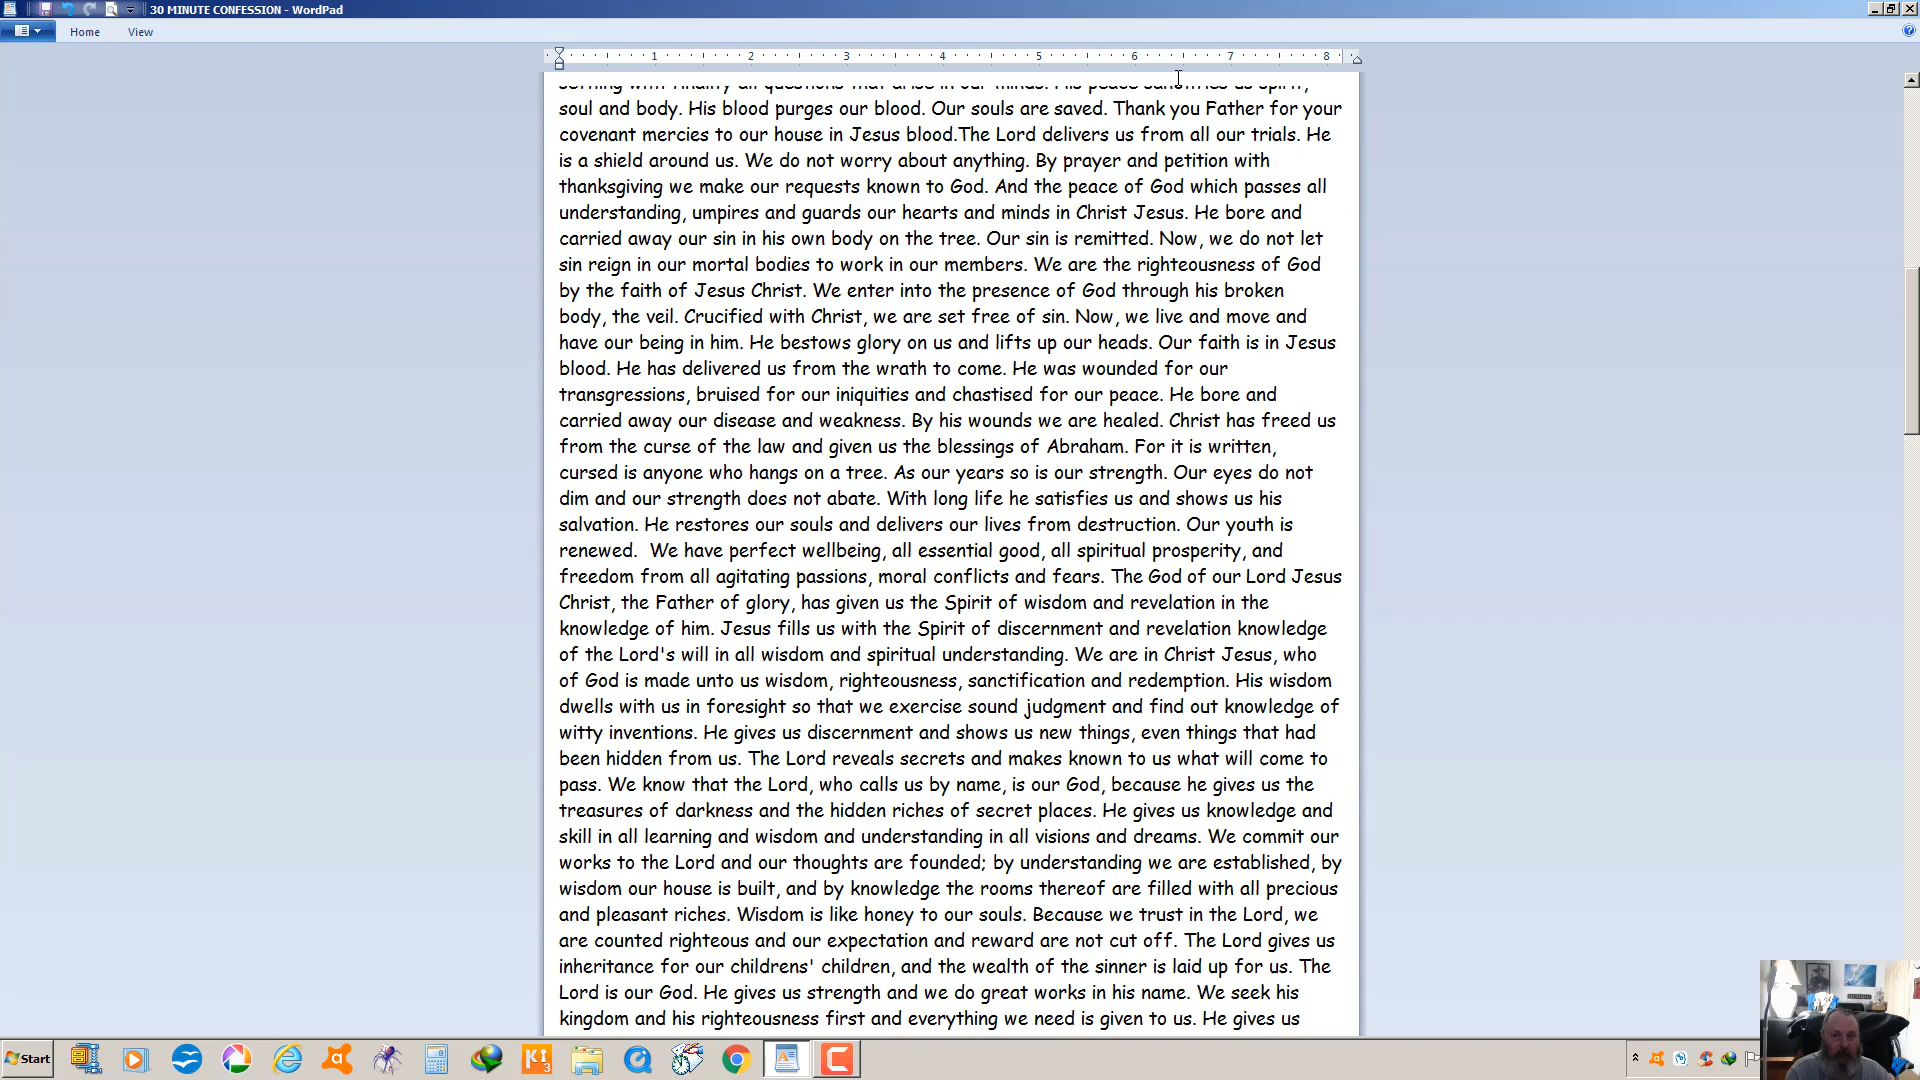 30 MINUTE CONFESSION - WordPad
Home View
1 2 3 4 5 6 7 8
settling with finality all questions that arise in our minds. His peace sanctifies us spirit,
soul and body. His blood purges our blood. Our souls are saved. Thank you Father for your
covenant mercies to our house in Jesus blood.The Lord delivers us from all our trials. He
is a shield around us. We do not worry about anything. By prayer and petition with
thanksgiving we make our requests known to God. And the peace of God which passes all
understanding, umpires and guards our hearts and minds in Christ Jesus. He bore and
carried away our sin in his own body on the tree. Our sin is remitted. Now, we do not let
sin reign in our mortal bodies to work in our members. We are the righteousness of God
by the faith of Jesus Christ. We enter into the presence of God through his broken
body, the veil. Crucified with Christ, we are set free of sin. Now, we live and move and
have our being in him. He bestows glory on us and lifts up our heads. Our faith is in Jesus
blood. He has delivered us from the wrath to come. He was wounded for our
transgressions, bruised for our iniquities and chastised for our peace. He bore and
carried away our disease and weakness. By his wounds we are healed. Christ has freed us
from the curse of the law and given us the blessings of Abraham. For it is written,
cursed is anyone who hangs on a tree. As our years so is our strength. Our eyes do not
dim and our strength does not abate. With long life he satisfies us and shows us his
salvation. He restores our souls and delivers our lives from destruction. Our youth is
renewed.  We have perfect wellbeing, all essential good, all spiritual prosperity, and
freedom from all agitating passions, moral conflicts and fears. The God of our Lord Jesus
Christ, the Father of glory, has given us the Spirit of wisdom and revelation in the
knowledge of him. Jesus fills us with the Spirit of discernment and revelation knowledge
of the Lord's will in all wisdom and spiritual understanding. We are in Christ Jesus, who
of God is made unto us wisdom, righteousness, sanctification and redemption. His wisdom
dwells with us in foresight so that we exercise sound judgment and find out knowledge of
witty inventions. He gives us discernment and shows us new things, even things that had
been hidden from us. The Lord reveals secrets and makes known to us what will come to
pass. We know that the Lord, who calls us by name, is our God, because he gives us the
treasures of darkness and the hidden riches of secret places. He gives us knowledge and
skill in all learning and wisdom and understanding in all visions and dreams. We commit our
works to the Lord and our thoughts are founded; by understanding we are established, by
wisdom our house is built, and by knowledge the rooms thereof are filled with all precious
and pleasant riches. Wisdom is like honey to our souls. Because we trust in the Lord, we
are counted righteous and our expectation and reward are not cut off. The Lord gives us
inheritance for our childrens' children, and the wealth of the sinner is laid up for us. The
Lord is our God. He gives us strength and we do great works in his name. We seek his
kingdom and his righteousness first and everything we need is given to us. He gives us
Start